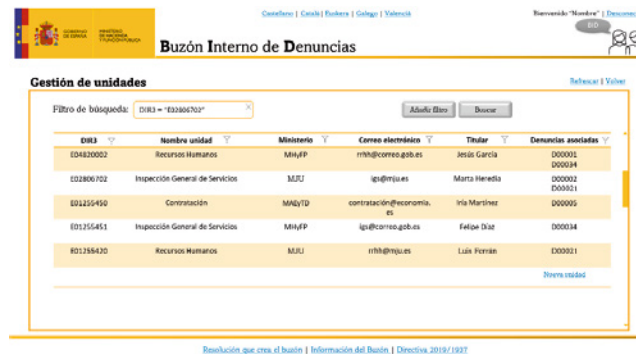 Castellano | Català | Euskera | Galego | Valencià
Bienvenido "Nombre" | Desconec
GOBIERNO DE ESPAÑA
MINISTERIO DE HACIENDA Y FUNCIÓN PÚBLICA
BID
Buzón Interno de Denuncias
Gestión de unidades
Refrescar | Volver
Filtro de búsqueda: DIR3 = "E02806702" ×
Añadir filtro Buscar
DIR3 Nombre unidad Ministerio Correo electrónico Titular Denuncias asociadas
E04820002 Recursos Humanos MHyFP rrhh@correo.gob.es Jesús García D00001
D00034
E02806702 Inspección General de Servicios MJU igs@mju.es Marta Heredia D00002
D00021
E01255450 Contratación MAEyTD contratación@economia.es Iria Martínez D00005
E01255451 Inspección General de Servicios MHyFP igs@correo.gob.es Felipe Díaz D00034
E01255420 Recursos Humanos MJU rrhh@mju.es Luis Ferrán D00021
Nueva unidad
Resolución que crea el buzón | Información del Buzón | Directiva 2019/1937